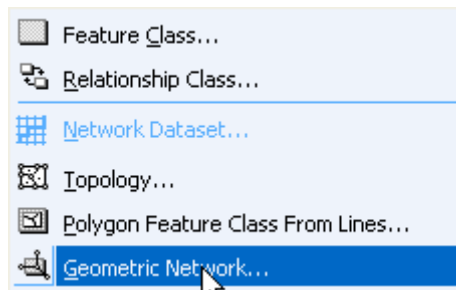 Feature Class...
Relationship Class...
Network Dataset...
Topology...
Polygon Feature Class From Lines...
Geometric Network...